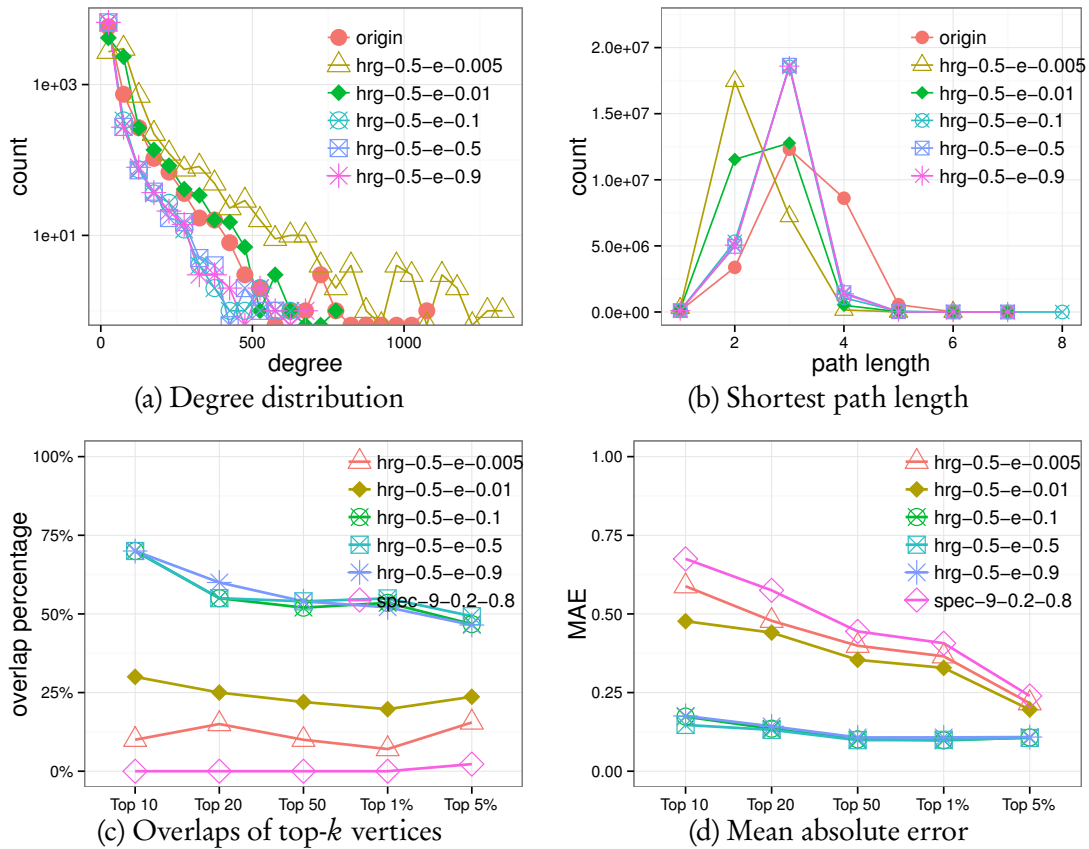 origin
hrg-0.5-e-0.005
hrg-0.5-e-0.01
hrg-0.5-e-0.1
hrg-0.5-e-0.5
hrg-0.5-e-0.9
1e+03
1e+01
count
0
500
1000
degree
(a) Degree distribution
origin
hrg-0.5-e-0.005
hrg-0.5-e-0.01
hrg-0.5-e-0.1
hrg-0.5-e-0.5
hrg-0.5-e-0.9
2.0e+07
1.5e+07
1.0e+07
5.0e+06
0.0e+00
count
2
4
6
8
path length
(b) Shortest path length
hrg-0.5-e-0.005
hrg-0.5-e-0.01
hrg-0.5-e-0.1
hrg-0.5-e-0.5
hrg-0.5-e-0.9
spec-9-0.2-0.8
100%
75%
50%
25%
0%
overlap percentage
Top 10
Top 20
Top 50
Top 1%
Top 5%
(c) Overlaps of top-k vertices
hrg-0.5-e-0.005
hrg-0.5-e-0.01
hrg-0.5-e-0.1
hrg-0.5-e-0.5
hrg-0.5-e-0.9
spec-9-0.2-0.8
1.00
0.75
0.50
0.25
0.00
MAE
Top 10
Top 20
Top 50
Top 1%
Top 5%
(d) Mean absolute error